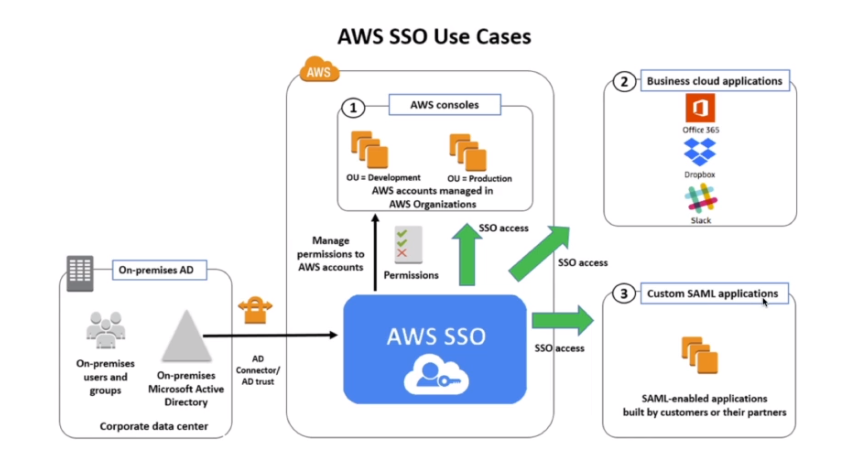 AWS SSO Use Cases
AWS
1
AWS consoles
OU = Development
OU = Production
AWS accounts managed in
AWS Organizations
2
Business cloud applications
Office 365
Dropbox
Slack
Manage
permissions to
AWS accounts
Permissions
SSO access
SSO access
On-premises AD
On-premises
users and
groups
On-premises
Microsoft Active
Directory
Corporate data center
AD
Connector/
AD trust
AWS SSO
SSO access
3
Custom SAML applications
SAML-enabled applications
built by customers or their partners